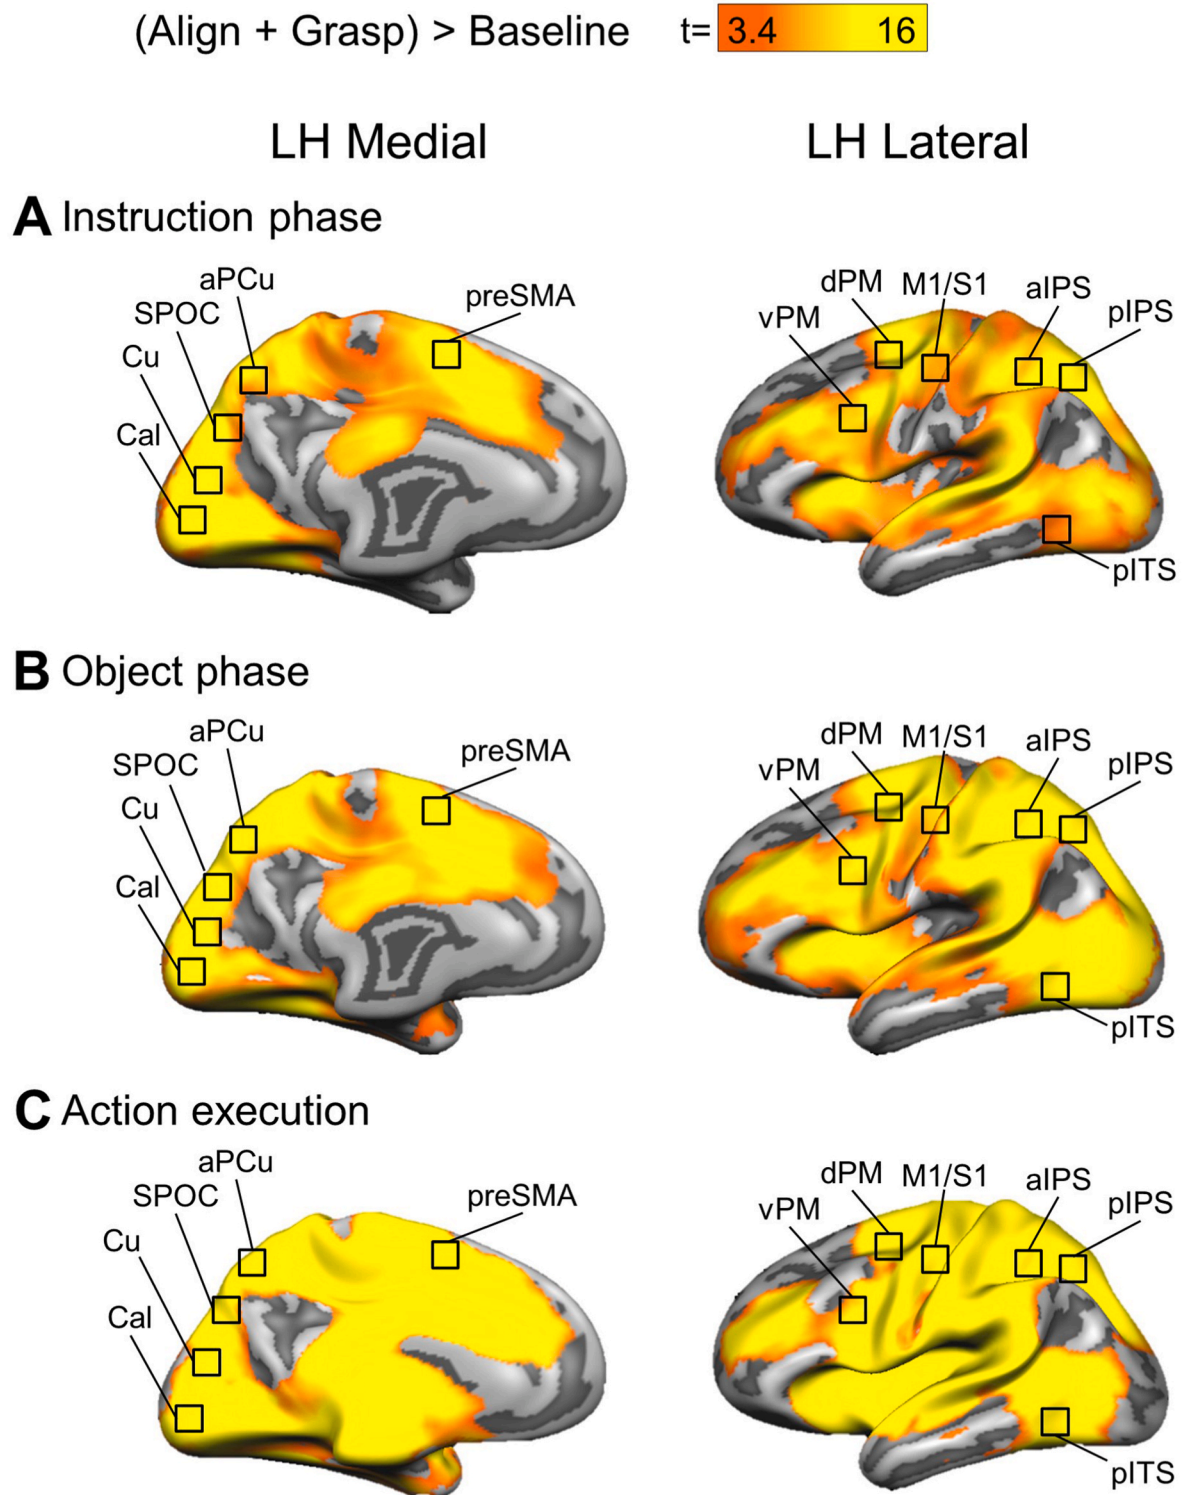 (Align + Grasp) > Baseline t= 3.4 16
LH Medial LH Lateral
A Instruction phase
aPCu
SPOC
Cu
Cal
preSMA
dPM
M1/S1
aIPS
vPM
pIPS
pITS
B Object phase
aPCu
SPOC
Cu
Cal
preSMA
dPM
M1/S1
aIPS
vPM
pIPS
pITS
C Action execution
aPCu
SPOC
Cu
Cal
preSMA
dPM
M1/S1
aIPS
vPM
pIPS
pITS